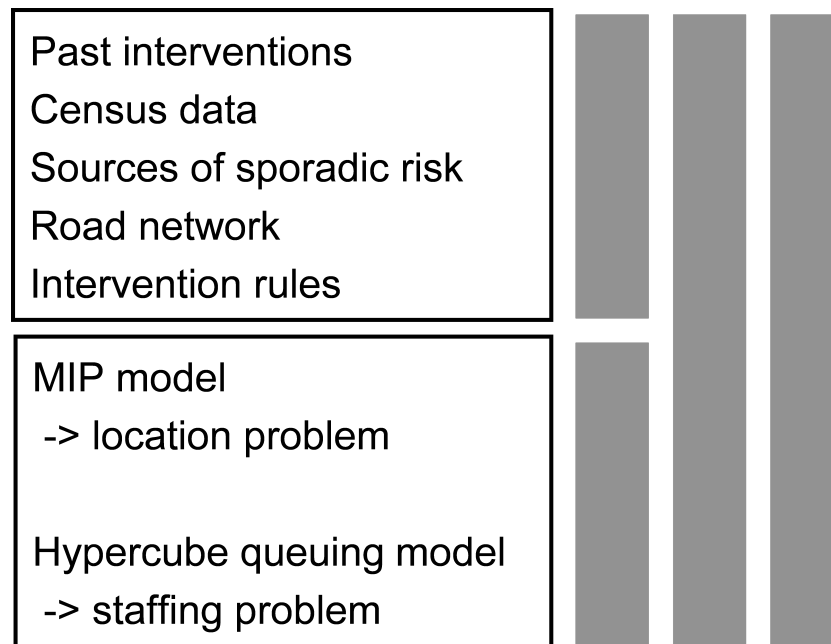 Past interventions
Census data
Sources of sporadic risk
Road network
Intervention rules
MIP model
-> location problem
Hypercube queuing model
-> staffing problem